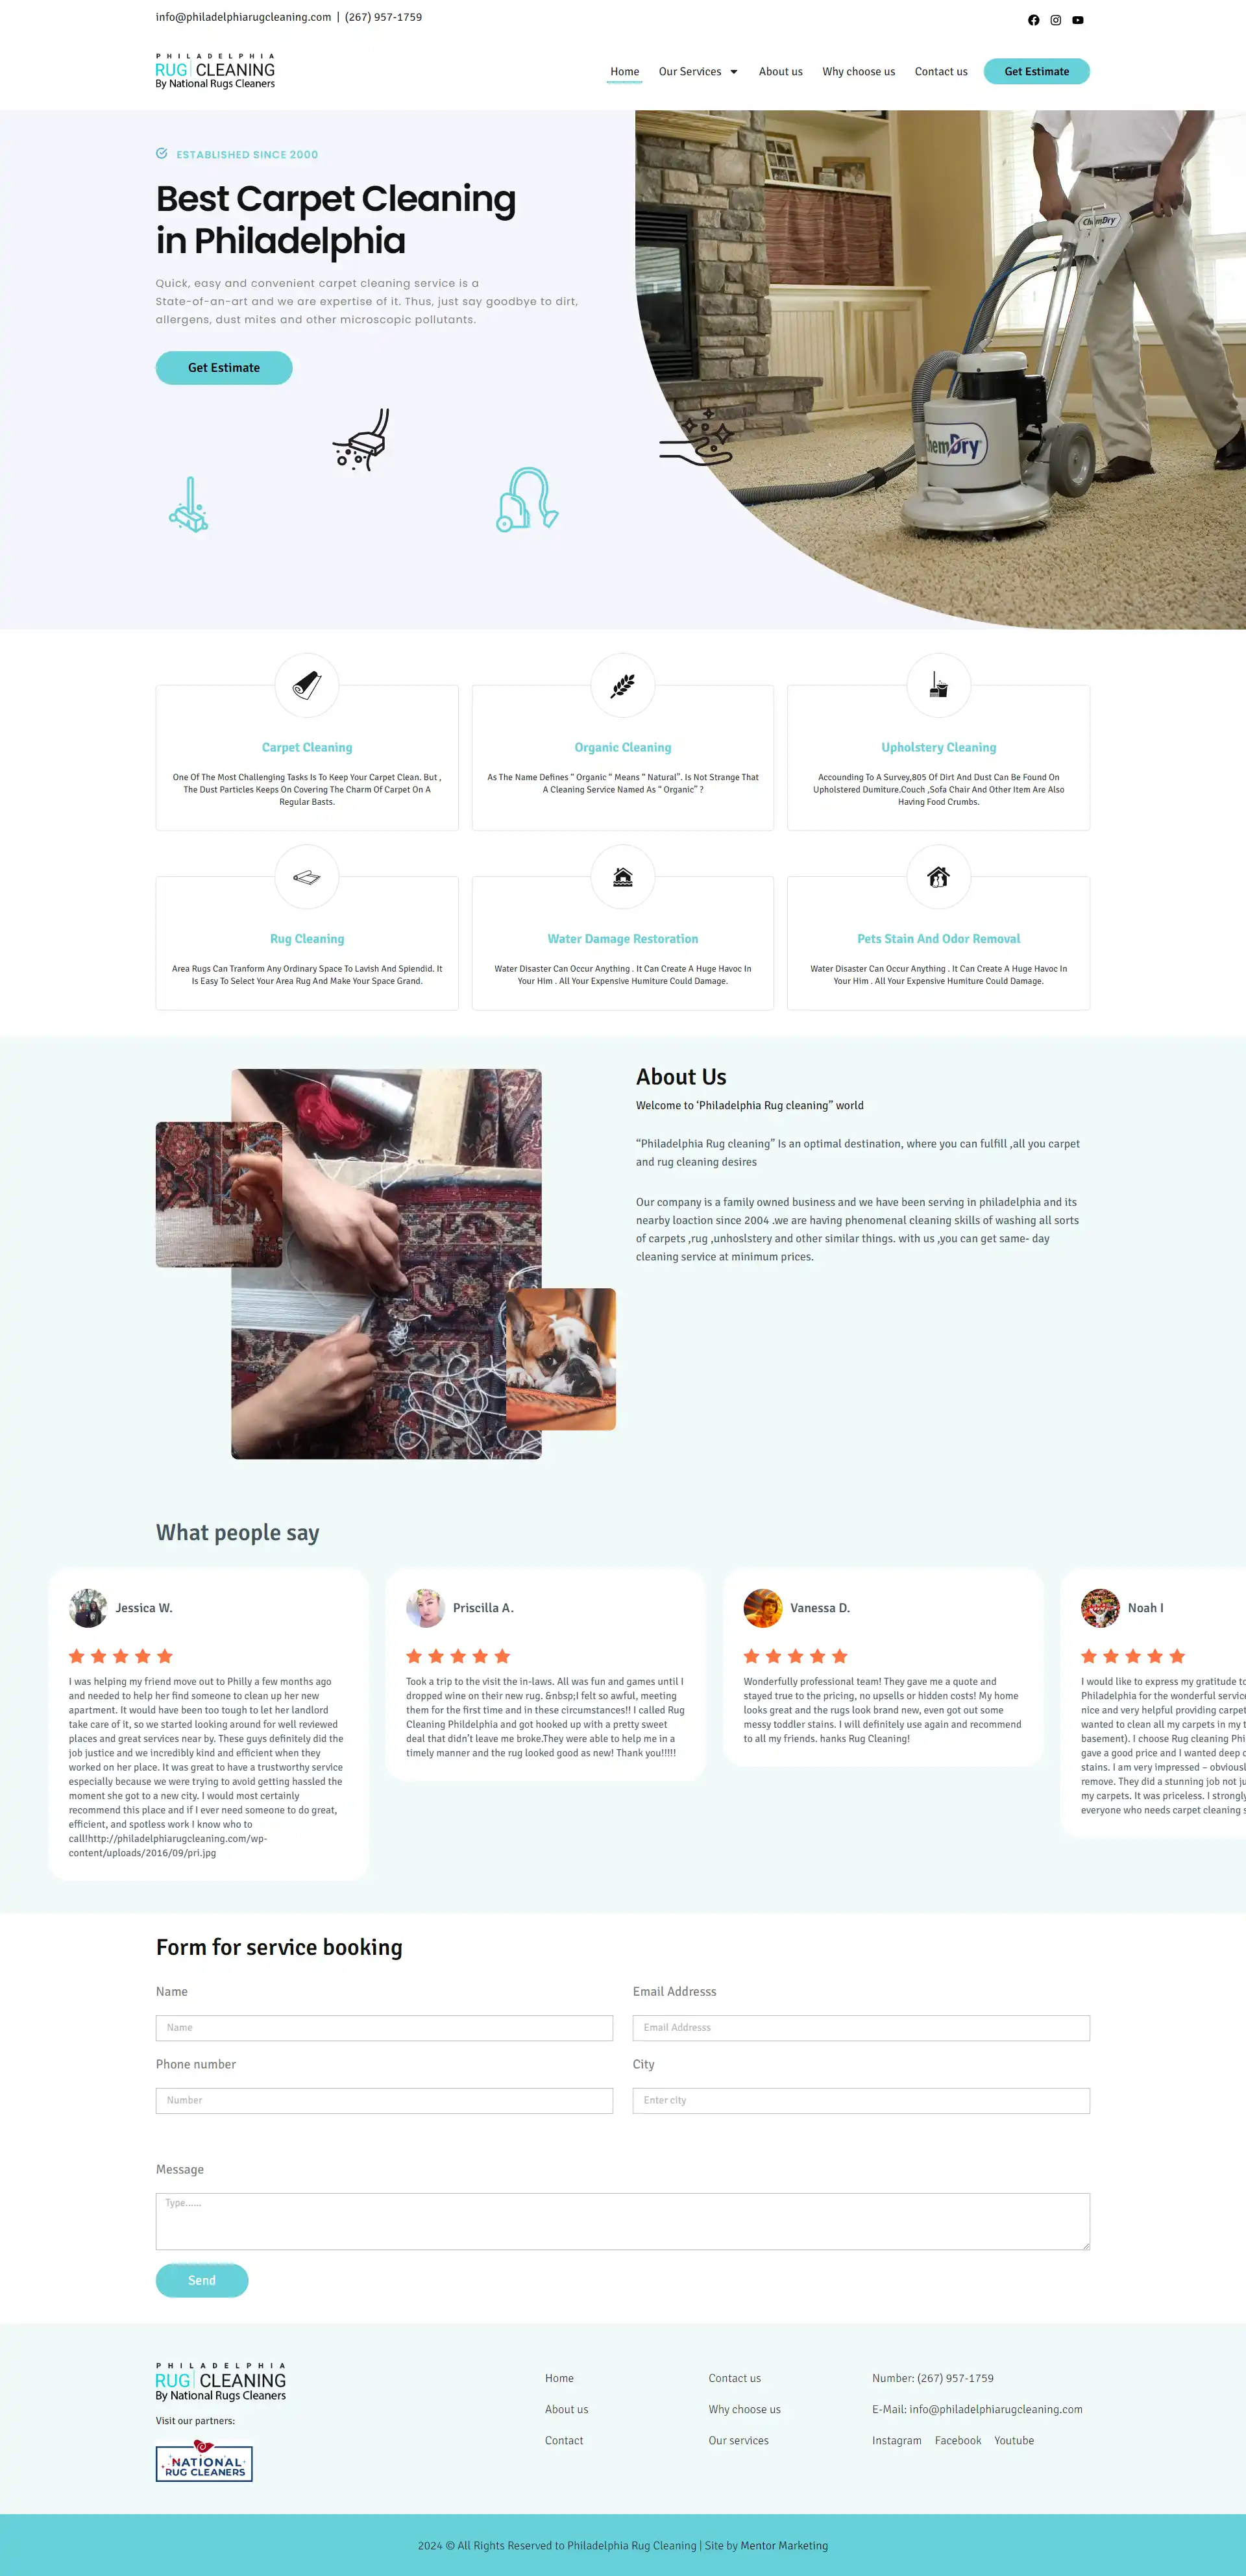 info@philadelphiarugcleaning.com | (267) 957-1759
PHILADELPHIA
RUG CLEANING
By National Rugs Cleaners
Home
Our Services
About us
Why choose us
Contact us
Get Estimate
ESTABLISHED SINCE 2000
Best Carpet Cleaning
in Philadelphia
Quick, easy and convenient carpet cleaning service is a
State-of-an-art and we are expertise of it. Thus, just say goodbye to dirt,
allergens, dust mites and other microscopic pollutants.
Get Estimate
ChemDry
ChemDry
Carpet Cleaning
One Of The Most Challenging Tasks Is To Keep Your Carpet Clean. But ,
The Dust Particles Keeps On Covering The Charm Of Carpet On A
Regular Basts.
Organic Cleaning
As The Name Defines “ Organic “ Means “ Natural”. Is Not Strange That
A Cleaning Service Named As “ Organic” ?
Upholstery Cleaning
Accounding To A Survey,805 Of Dirt And Dust Can Be Found On
Upholstered Dumiture.Couch ,Sofa Chair And Other Item Are Also
Having Food Crumbs.
Rug Cleaning
Area Rugs Can Tranform Any Ordinary Space To Lavish And Spiendid. It
Is Easy To Select Your Area Rug And Make Your Space Grand.
Water Damage Restoration
Water Disaster Can Occur Anything . It Can Create A Huge Havoc In
Your Him . All Your Expensive Humiture Could Damage.
Pets Stain And Odor Removal
Water Disaster Can Occur Anything . It Can Create A Huge Havoc In
Your Him . All Your Expensive Humiture Could Damage.
About Us
Welcome to ‘Philadelphia Rug cleaning” world
“Philadelphia Rug cleaning” Is an optimal destination, where you can fulfill ,all you carpet
and rug cleaning desires
Our company is a family owned business and we have been serving in philadelphia and its
nearby loaction since 2004 .we are having phenomenal cleaning skills of washing all sorts
of carpets ,rug ,unhoslstery and other similar things. with us ,you can get same- day
cleaning service at minimum prices.
What people say
Jessica W.
I was helping my friend move out to Philly a few months ago
and needed to help her find someone to clean up her new
apartment. It would have been too tough to let her landlord
take care of it, so we started looking around for well reviewed
places and great services near by. These guys definitely did the
job justice and we incredibly kind and efficient when they
worked on her place. It was great to have a trustworthy service
especially because we were trying to avoid getting hassled the
moment she got to a new city. I would most certainly
recommend this place and if I ever need someone to do great,
efficient, and spotless work I know who to
call!http://philadelphiarugcleaning.com/wp-
content/uploads/2016/09/pri.jpg
Priscilla A.
Took a trip to the visit the in-laws. All was fun and games until I
dropped wine on their new rug. &nbsp;I felt so awful, meeting
them for the first time and in these circumstances!! I called Rug
Cleaning Phildelphia and got hooked up with a pretty sweet
deal that didn’t leave me broke.They were able to help me in a
timely manner and the rug looked good as new! Thank you!!!!!
Vanessa D.
Wonderfully professional team! They gave me a quote and
stayed true to the pricing, no upsells or hidden costs! My home
looks great and the rugs look brand new, even got out some
messy toddler stains. I will definitely use again and recommend
to all my friends. hanks Rug Cleaning!
Noah I
I would like to express my gratitude to
Philadelphia for the wonderful service
nice and very helpful providing carpet
wanted to clean all my carpets in my t
basement). I choose Rug cleaning Phi
gave a good price and I wanted deep c
stains. I am very impressed – obviousl
remove. They did a stunning job not ju
my carpets. It was priceless. I strongly
everyone who needs carpet cleaning s
Form for service booking
Name
Email Addresss
Name
Email Addresss
Phone number
City
Number
Enter city
Message
Type......
Send
PHILADELPHIA
RUG CLEANING
By National Rugs Cleaners
Visit our partners:
NATIONAL
RUG CLEANERS
Home
About us
Contact
Contact us
Why choose us
Our services
Number: (267) 957-1759
E-Mail: info@philadelphiarugcleaning.com
Instagram Facebook Youtube
2024 © All Rights Reserved to Philadelphia Rug Cleaning | Site by Mentor Marketing